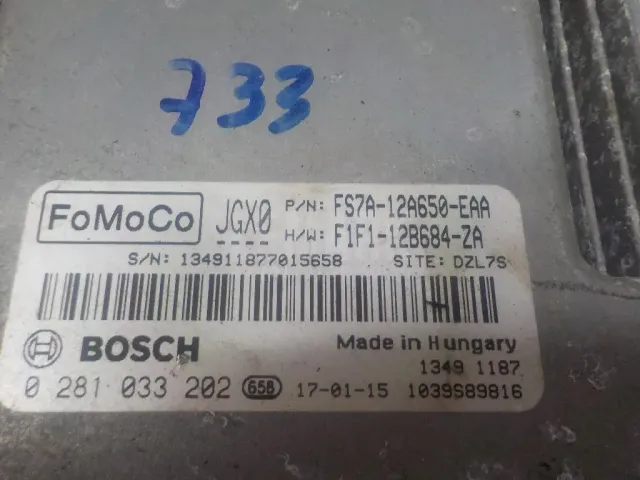 733
FoMoCo JGX0 P/N: FS7A-12A650-EAA
H/W: F1F1-12B684-ZA
S/N: 134911877015658 SITE: DZL7S
BOSCH Made in Hungary
1349 1187
0 281 033 202 658 17-01-15 1039S89816